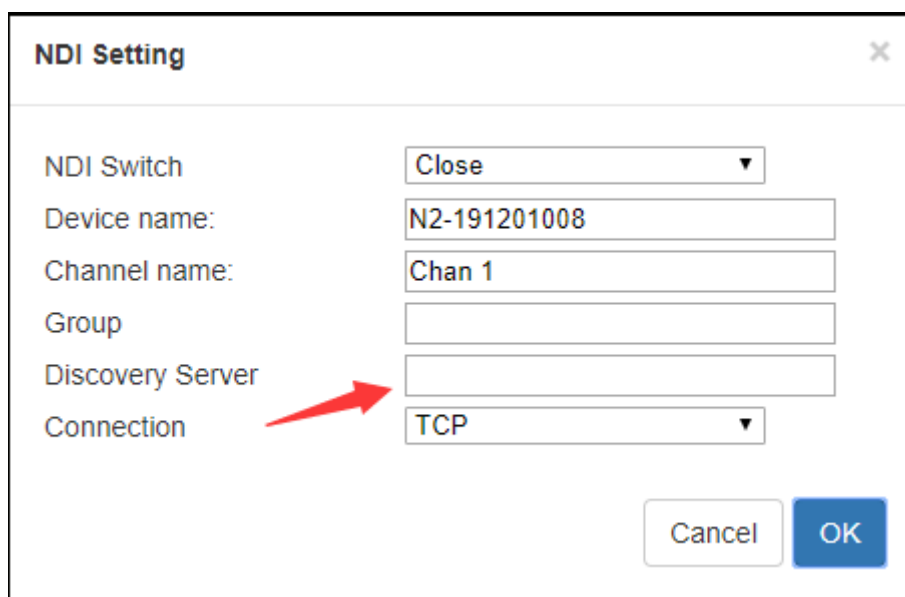 NDI Setting ×
NDI Switch Close
Device name: N2-191201008
Channel name: Chan 1
Group
Discovery Server
Connection TCP
Cancel OK